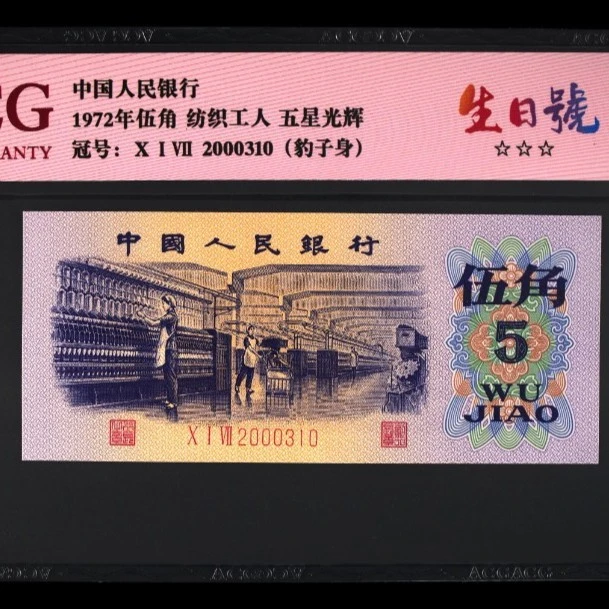 CG
RANTY
中国人民银行
1972年伍角 纺织工人 五星光辉
冠号：X I VII 2000310（豹子身）
生日號
☆☆☆
中國人民銀行
伍角
5
WU
JIAO
X I VII 2000310